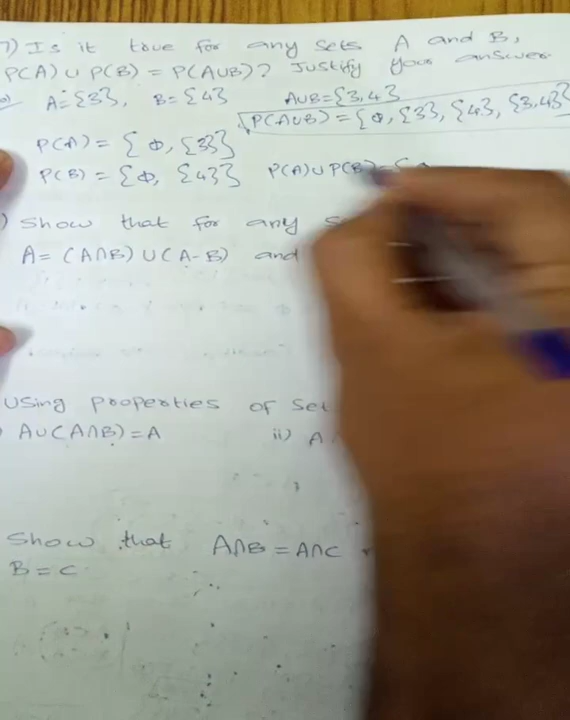 7) Is it true for any sets A and B,
P(A) ∪ P(B) = P(A∪B)? Justify your answer
A = {3}, B = {4} A∪B = {3,4}
P(A∪B) = {Φ, {3}, {4}, {3,4}}
P(A) = { Φ, {3}}
P(B) = {Φ, {4}} P(A)∪P(B) = {
) Show that for any
A = (A∩B) ∪ (A-B) and
Using properties of set
A∪(A∩B) = A ii) A
Show that A∩B = A∩C
B = C